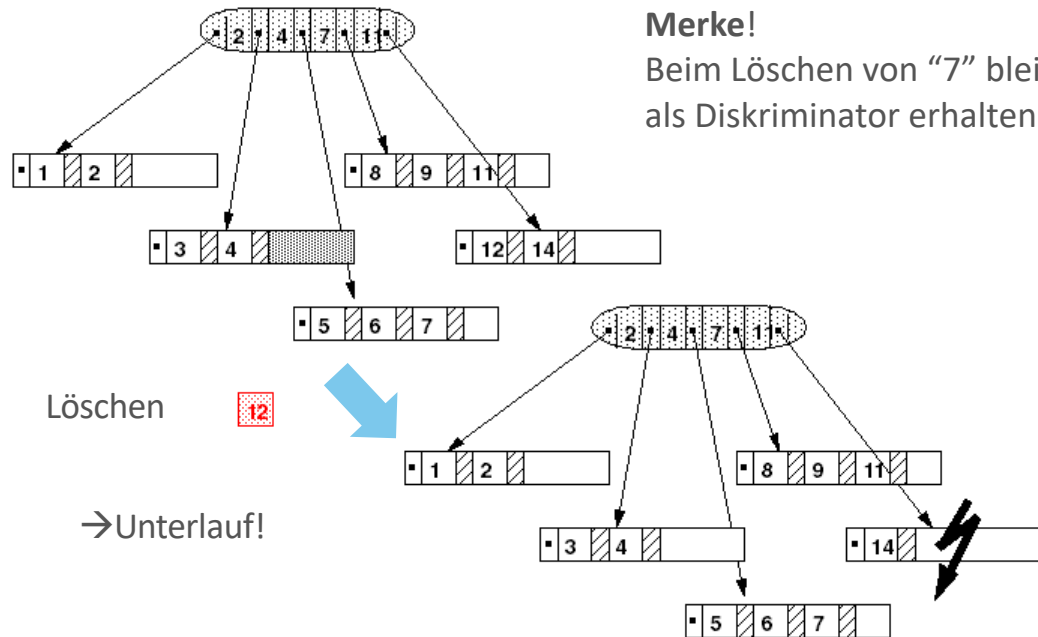 2 4 7 11
Merke!
Beim Löschen von “7”
als Diskriminator erhalten
1 2
8 9 11
3 4
12 14
5 6 7
2 4 7 11
Löschen 12
1 2
8 9 11
→Unterlauf!
3 4
14
5 6 7